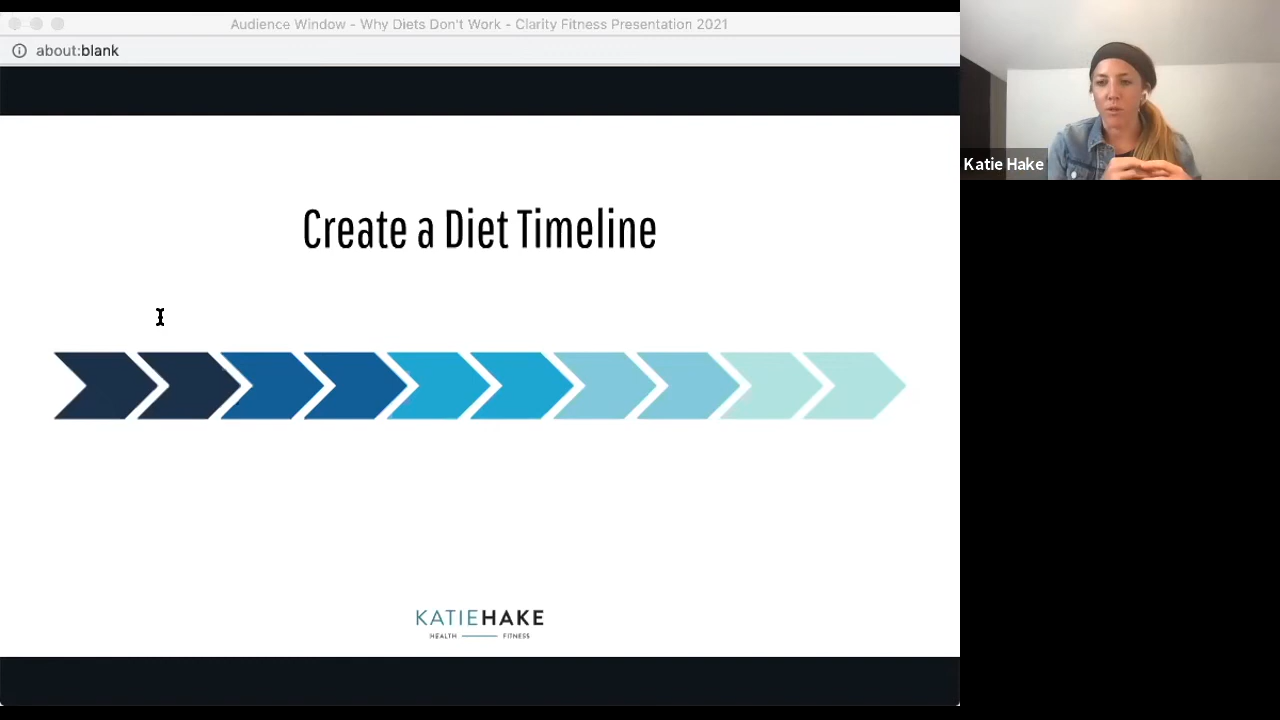 Audience Window - Why Diets Don't Work - Clarity Fitness Presentation 2021
about:blank
Katie Hake
Create a Diet Timeline
KATIEHAKE
HEALTH FITNESS